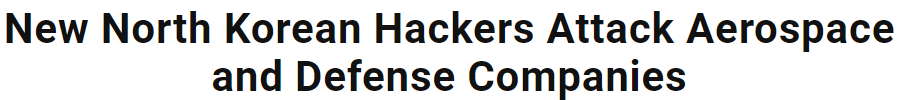 New North Korean Hackers Attack Aerospace
and Defense Companies